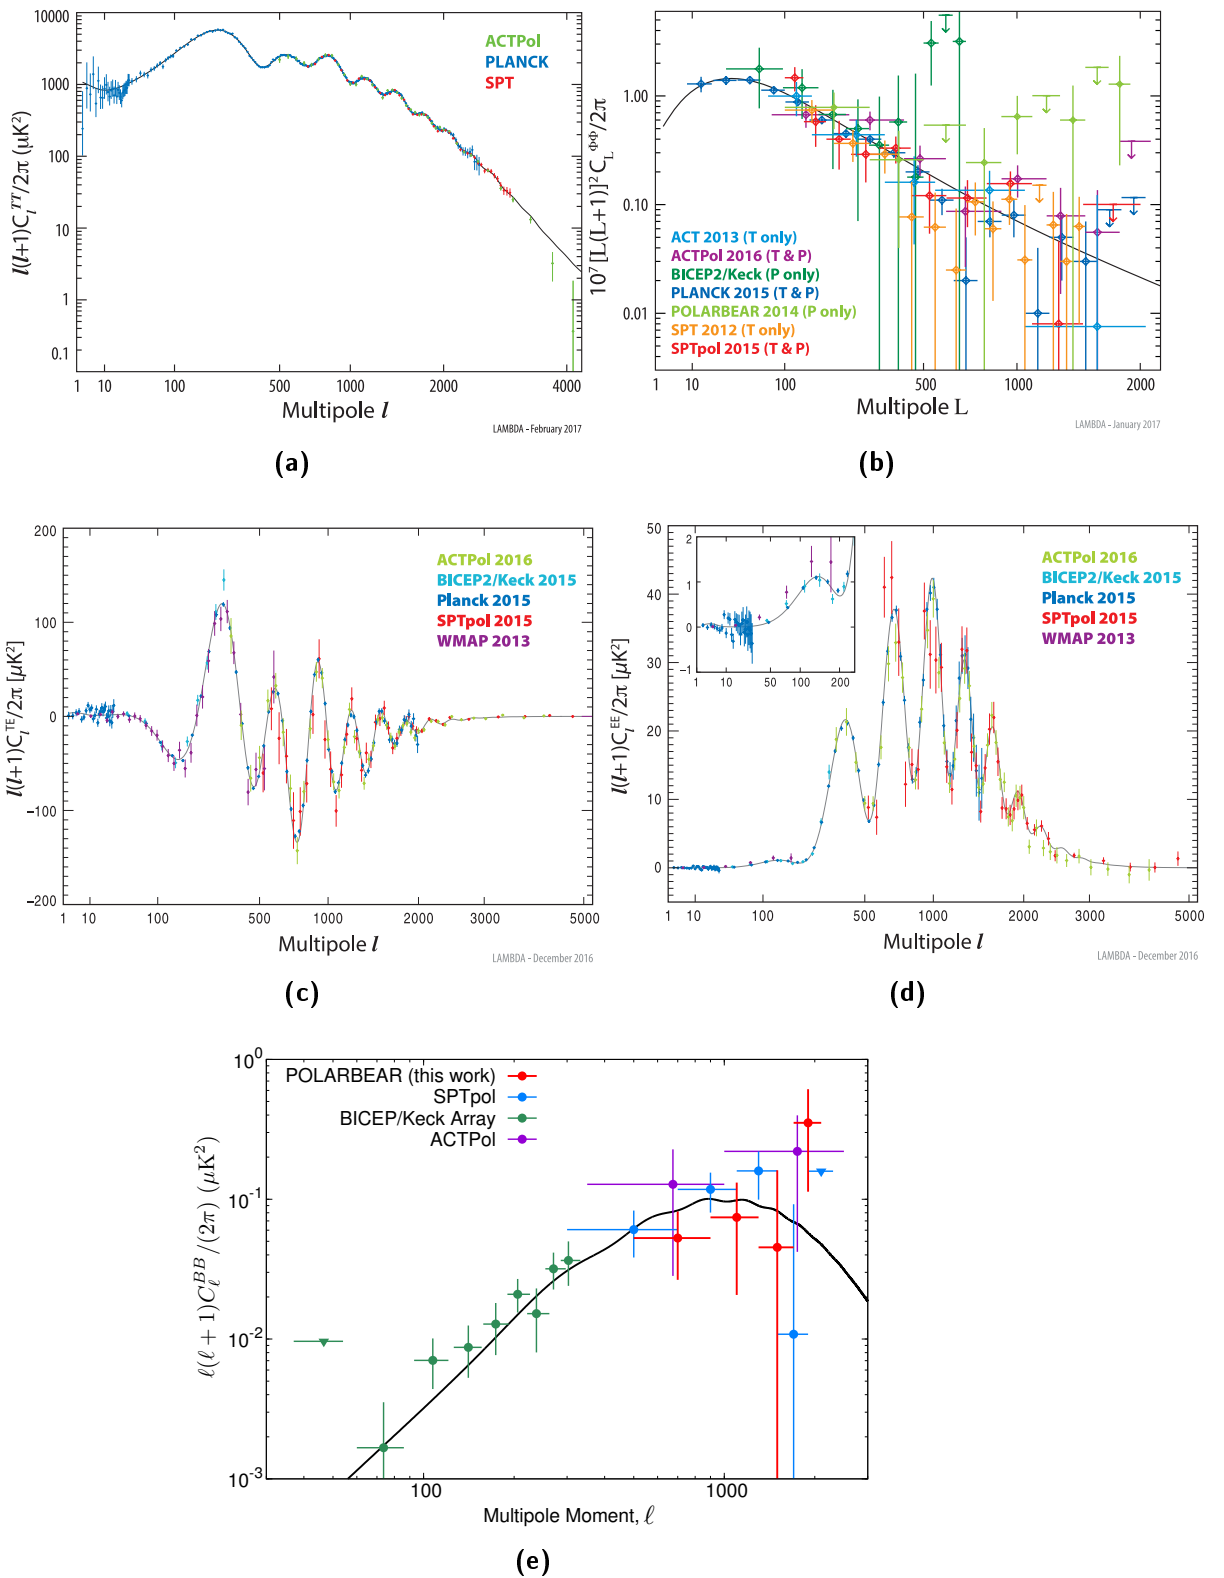 10000
1000
100
10
1
0.1
l(l+1)C_l^{TT}/2π (μK²)
ACTPol
PLANCK
SPT
1 10 100 500 1000 2000 4000
Multipole l
LAMBDA – February 2017
(a)
10⁷ [L(L+1)]² C_L^{ΦΦ}/2π
1.00
0.10
0.01
ACT 2013 (T only)
ACTPol 2016 (T & P)
BICEP2/Keck (P only)
PLANCK 2015 (T & P)
POLARBEAR 2014 (P only)
SPT 2012 (T only)
SPTpol 2015 (T & P)
1 10 100 500 1000 2000
Multipole L
LAMBDA – January 2017
(b)
200
100
0
−100
−200
l(l+1)C_l^{TE}/2π [μK²]
ACTPol 2016
BICEP2/Keck 2015
Planck 2015
SPTpol 2015
WMAP 2013
1 10 100 500 1000 2000 3000 5000
Multipole l
LAMBDA – December 2016
(c)
50
40
30
20
10
0
l(l+1)C_l^{EE}/2π [μK²]
2
1
0
−1
2 10 50 100 200
ACTPol 2016
BICEP2/Keck 2015
Planck 2015
SPTpol 2015
WMAP 2013
1 10 100 500 1000 2000 3000 5000
Multipole l
LAMBDA – December 2016
(d)
10⁰
10⁻¹
10⁻²
10⁻³
ℓ(ℓ + 1)C_ℓ^{BB}/(2π) (μK²)
POLARBEAR (this work)
SPTpol
BICEP/Keck Array
ACTPol
100 1000
Multipole Moment, ℓ
(e)